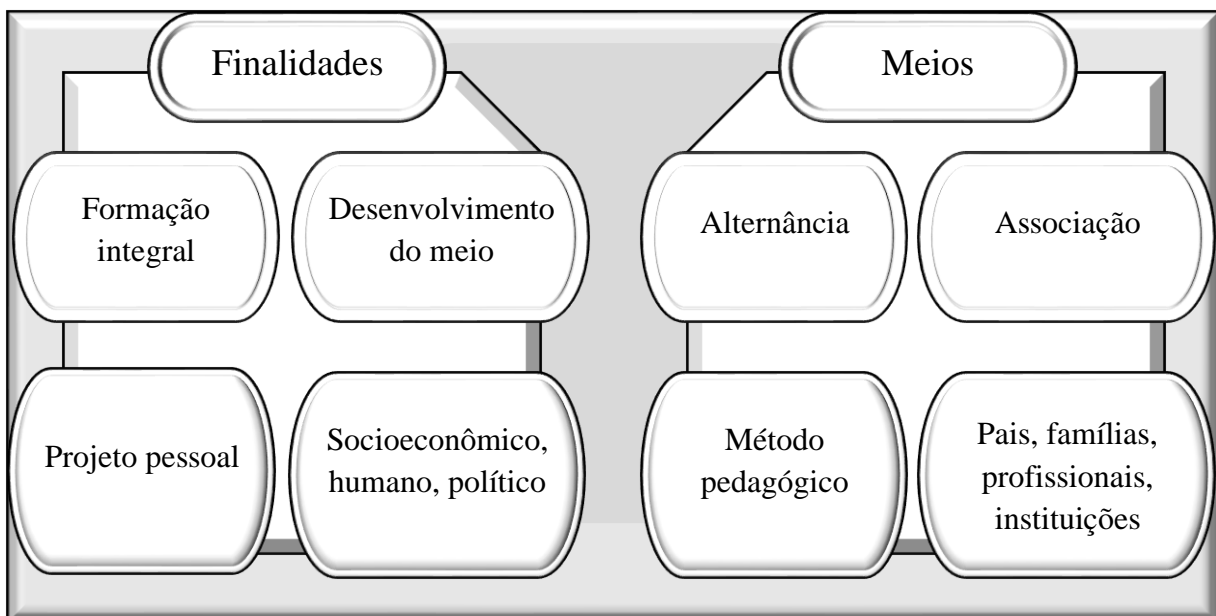 Finalidades
Meios
Formação
integral
Desenvolvimento
do meio
Alternância
Associação
Projeto pessoal
Socioeconômico,
humano, político
Método
pedagógico
Pais, famílias,
profissionais,
instituições